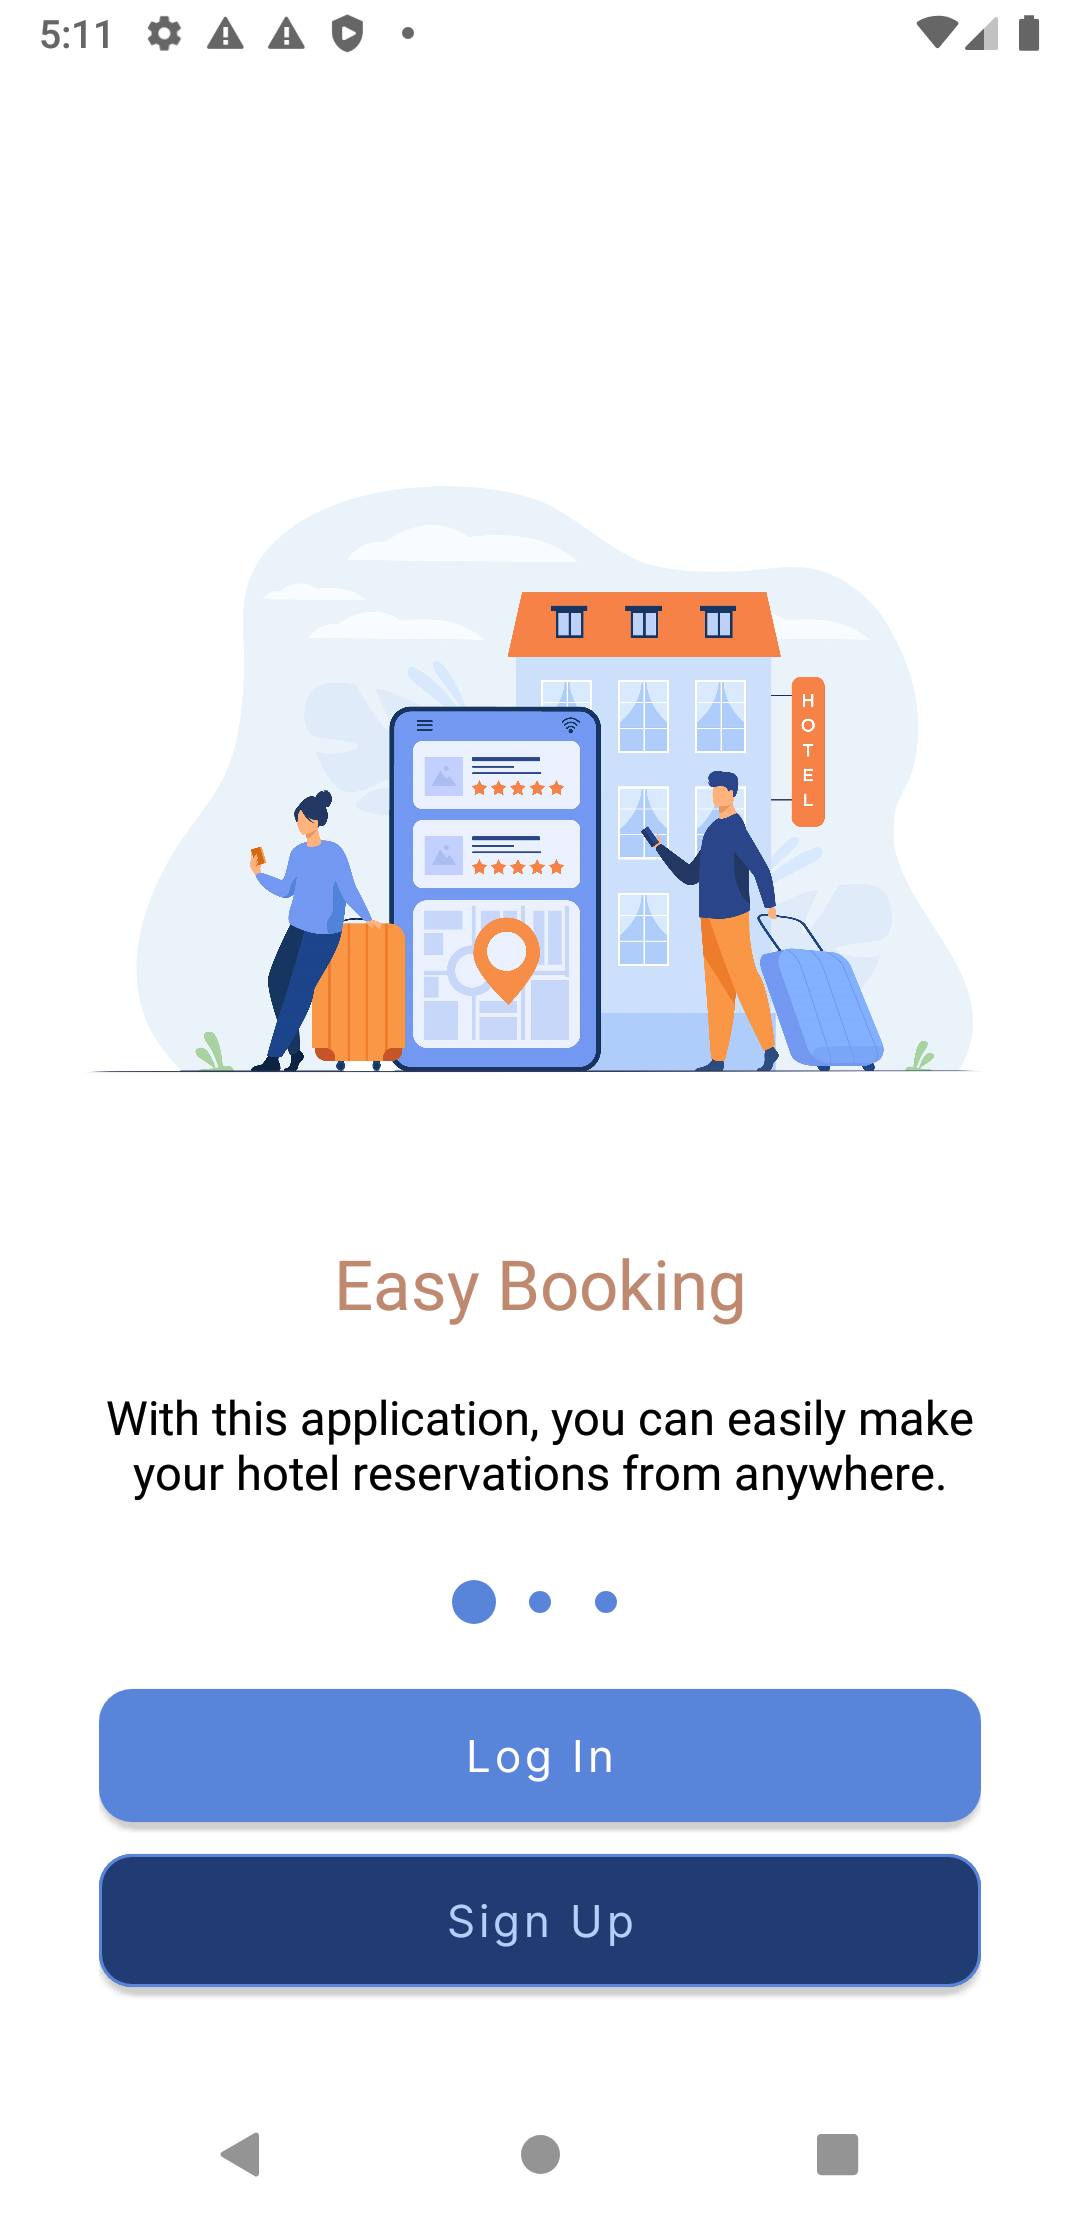 5:11
H
O
T
E
L
Easy Booking
With this application, you can easily make
your hotel reservations from anywhere.
Log In
Sign Up